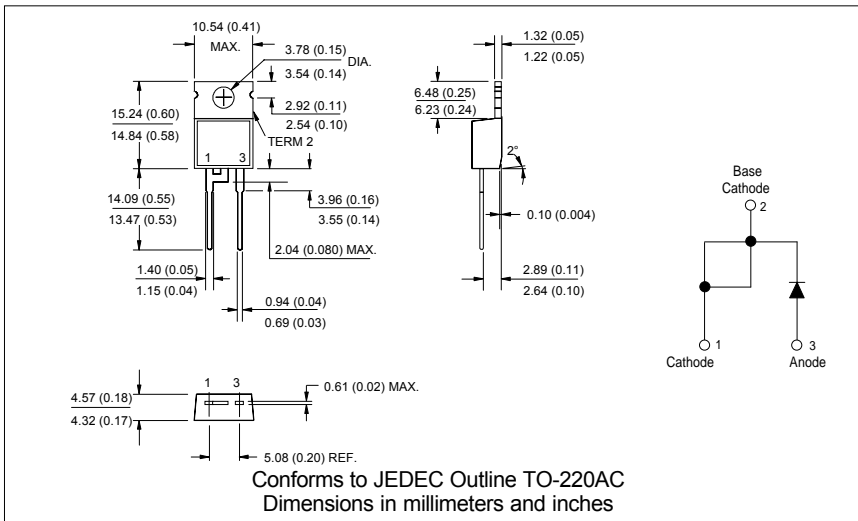 10.54 (0.41)
MAX.
3.78 (0.15)
3.54 (0.14)
DIA.
2.92 (0.11)
2.54 (0.10)
TERM 2
15.24 (0.60)
14.84 (0.58)
1 3
14.09 (0.55)
13.47 (0.53)
3.96 (0.16)
3.55 (0.14)
2.04 (0.080) MAX.
1.40 (0.05)
1.15 (0.04)
0.94 (0.04)
0.69 (0.03)
1.32 (0.05)
1.22 (0.05)
6.48 (0.25)
6.23 (0.24)
2°
0.10 (0.004)
2.89 (0.11)
2.64 (0.10)
Base
Cathode
2
1
Cathode
3
Anode
1 3
4.57 (0.18)
4.32 (0.17)
0.61 (0.02) MAX.
5.08 (0.20) REF.
Conforms to JEDEC Outline TO-220AC
Dimensions in millimeters and inches